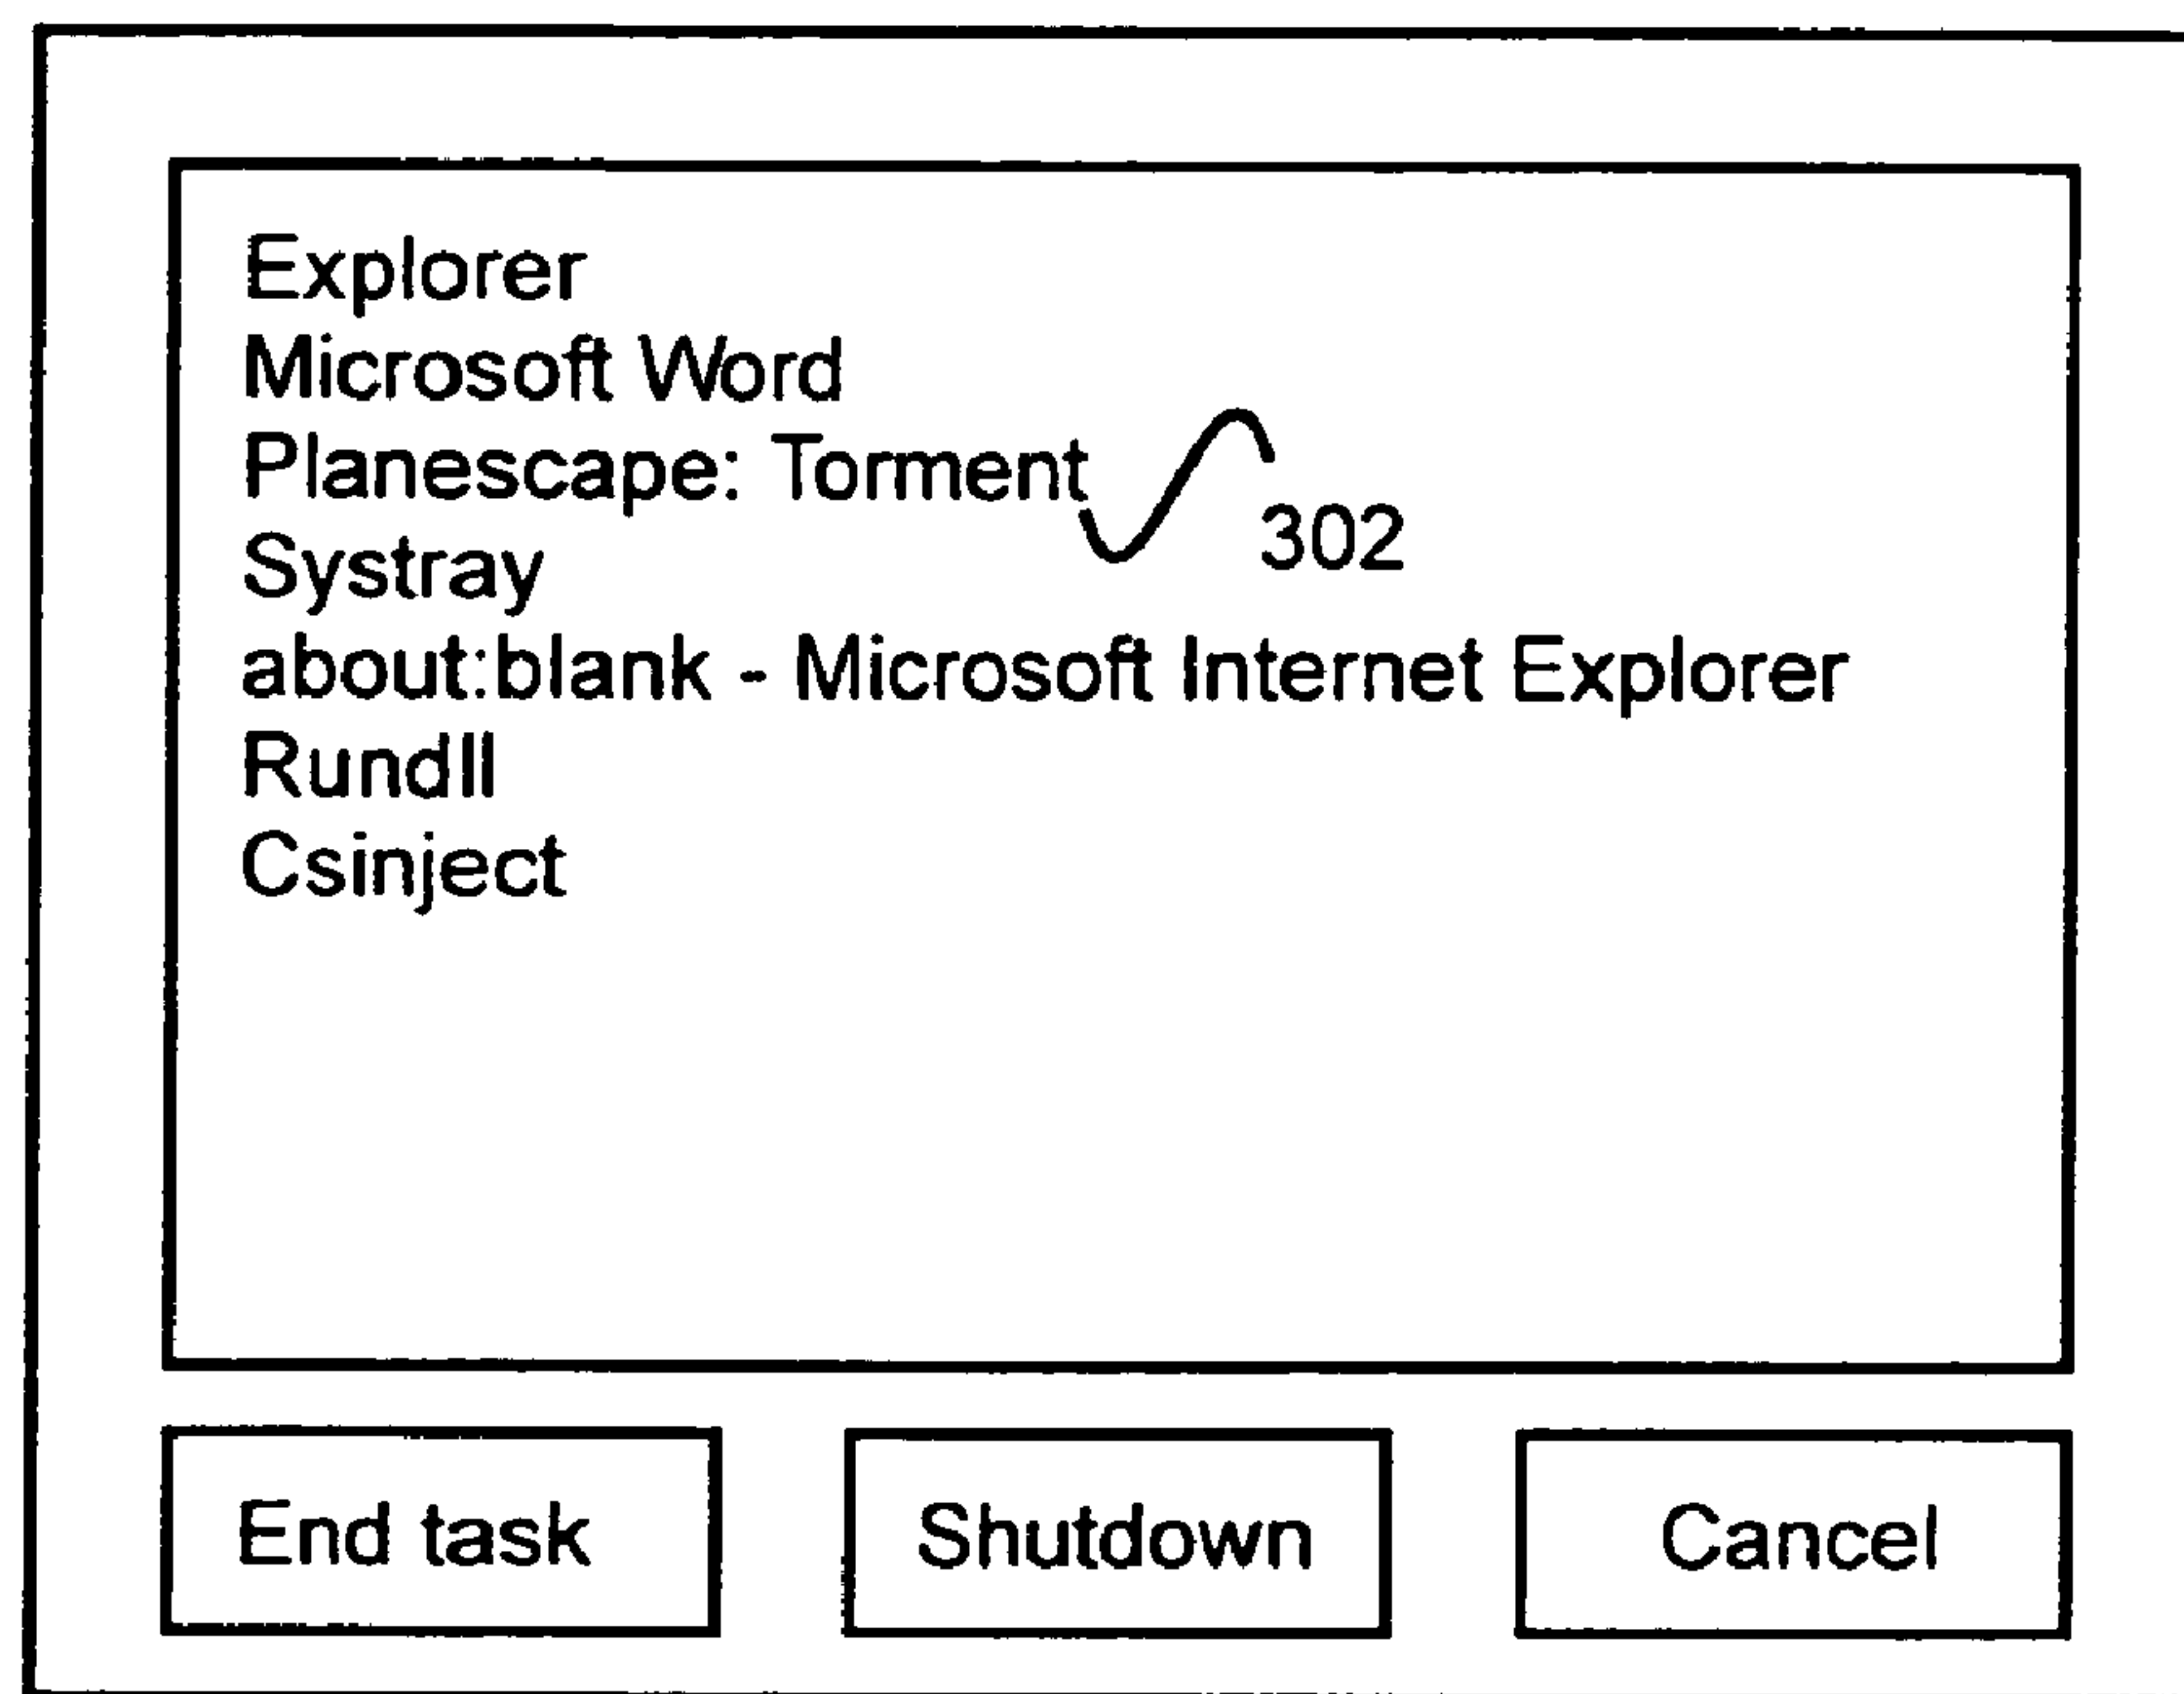 Explorer
Microsoft Word
Planescape: Torment
302
Systray
about:blank - Microsoft Internet Explorer
Rundll
Csinject
End task
Shutdown
Cancel